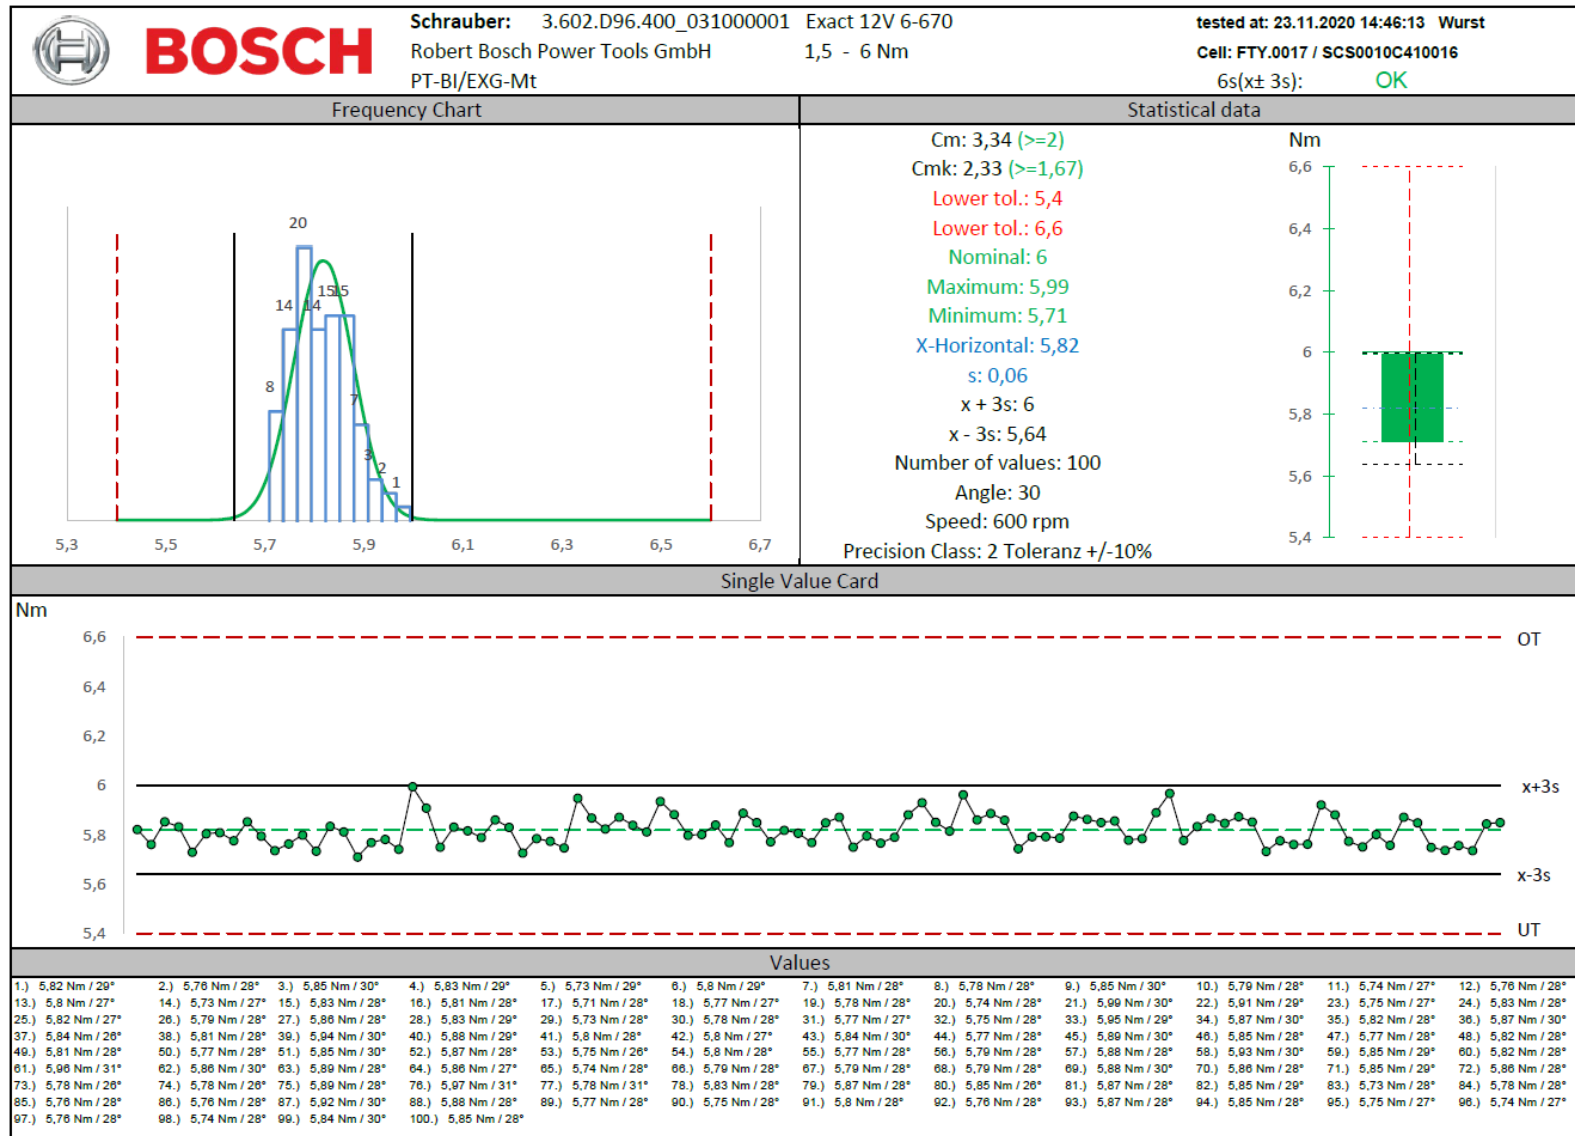 BOSCH
Schrauber: 3.602.D96.400_031000001 Exact 12V 6-670
Robert Bosch Power Tools GmbH 1,5 - 6 Nm
PT-BI/EXG-Mt
tested at: 23.11.2020 14:46:13 Wurst
Cell: FTY.0017 / SCS0010C410016
6s(x± 3s): OK
Frequency Chart
20
15 15
14 14
8
7
3
2
1
5,3 5,5 5,7 5,9 6,1 6,3 6,5 6,7
Statistical data
Cm: 3,34 (>=2)
Cmk: 2,33 (>=1,67)
Lower tol.: 5,4
Lower tol.: 6,6
Nominal: 6
Maximum: 5,99
Minimum: 5,71
X-Horizontal: 5,82
s: 0,06
x + 3s: 6
x - 3s: 5,64
Number of values: 100
Angle: 30
Speed: 600 rpm
Precision Class: 2 Toleranz +/-10%
Nm
6,6
6,4
6,2
6
5,8
5,6
5,4
Single Value Card
Nm
6,6 OT
6,4
6,2
6 x+3s
5,8
5,6 x-3s
5,4 UT
Values
1.) 5,82 Nm / 29° 2.) 5,76 Nm / 28° 3.) 5,85 Nm / 30° 4.) 5,83 Nm / 29° 5.) 5,73 Nm / 29° 6.) 5,8 Nm / 29° 7.) 5,81 Nm / 28° 8.) 5,78 Nm / 28° 9.) 5,85 Nm / 30° 10.) 5,79 Nm / 28° 11.) 5,74 Nm / 27° 12.) 5,76 Nm / 28°
13.) 5,8 Nm / 27° 14.) 5,73 Nm / 27° 15.) 5,83 Nm / 28° 16.) 5,81 Nm / 28° 17.) 5,71 Nm / 28° 18.) 5,77 Nm / 27° 19.) 5,78 Nm / 28° 20.) 5,74 Nm / 28° 21.) 5,99 Nm / 30° 22.) 5,91 Nm / 29° 23.) 5,75 Nm / 27° 24.) 5,83 Nm / 28°
25.) 5,82 Nm / 27° 26.) 5,79 Nm / 28° 27.) 5,86 Nm / 28° 28.) 5,83 Nm / 29° 29.) 5,73 Nm / 28° 30.) 5,78 Nm / 28° 31.) 5,77 Nm / 27° 32.) 5,75 Nm / 28° 33.) 5,95 Nm / 29° 34.) 5,87 Nm / 30° 35.) 5,82 Nm / 28° 36.) 5,87 Nm / 30°
37.) 5,84 Nm / 26° 38.) 5,81 Nm / 28° 39.) 5,94 Nm / 30° 40.) 5,88 Nm / 29° 41.) 5,8 Nm / 28° 42.) 5,8 Nm / 27° 43.) 5,84 Nm / 30° 44.) 5,77 Nm / 28° 45.) 5,89 Nm / 30° 46.) 5,85 Nm / 28° 47.) 5,77 Nm / 28° 48.) 5,82 Nm / 28°
49.) 5,81 Nm / 28° 50.) 5,77 Nm / 28° 51.) 5,85 Nm / 30° 52.) 5,87 Nm / 28° 53.) 5,75 Nm / 26° 54.) 5,8 Nm / 28° 55.) 5,77 Nm / 28° 56.) 5,79 Nm / 28° 57.) 5,88 Nm / 28° 58.) 5,93 Nm / 30° 59.) 5,85 Nm / 29° 60.) 5,82 Nm / 28°
61.) 5,96 Nm / 31° 62.) 5,86 Nm / 30° 63.) 5,89 Nm / 28° 64.) 5,86 Nm / 27° 65.) 5,74 Nm / 28° 66.) 5,79 Nm / 28° 67.) 5,79 Nm / 28° 68.) 5,79 Nm / 28° 69.) 5,88 Nm / 30° 70.) 5,86 Nm / 28° 71.) 5,85 Nm / 29° 72.) 5,86 Nm / 28°
73.) 5,78 Nm / 26° 74.) 5,78 Nm / 26° 75.) 5,89 Nm / 28° 76.) 5,97 Nm / 31° 77.) 5,78 Nm / 31° 78.) 5,83 Nm / 28° 79.) 5,87 Nm / 28° 80.) 5,85 Nm / 26° 81.) 5,87 Nm / 28° 82.) 5,85 Nm / 29° 83.) 5,73 Nm / 28° 84.) 5,78 Nm / 28°
85.) 5,76 Nm / 28° 86.) 5,76 Nm / 28° 87.) 5,92 Nm / 30° 88.) 5,88 Nm / 28° 89.) 5,77 Nm / 28° 90.) 5,75 Nm / 28° 91.) 5,8 Nm / 28° 92.) 5,76 Nm / 28° 93.) 5,87 Nm / 28° 94.) 5,85 Nm / 28° 95.) 5,75 Nm / 27° 96.) 5,74 Nm / 27°
97.) 5,76 Nm / 28° 98.) 5,74 Nm / 28° 99.) 5,84 Nm / 30° 100.) 5,85 Nm / 28°